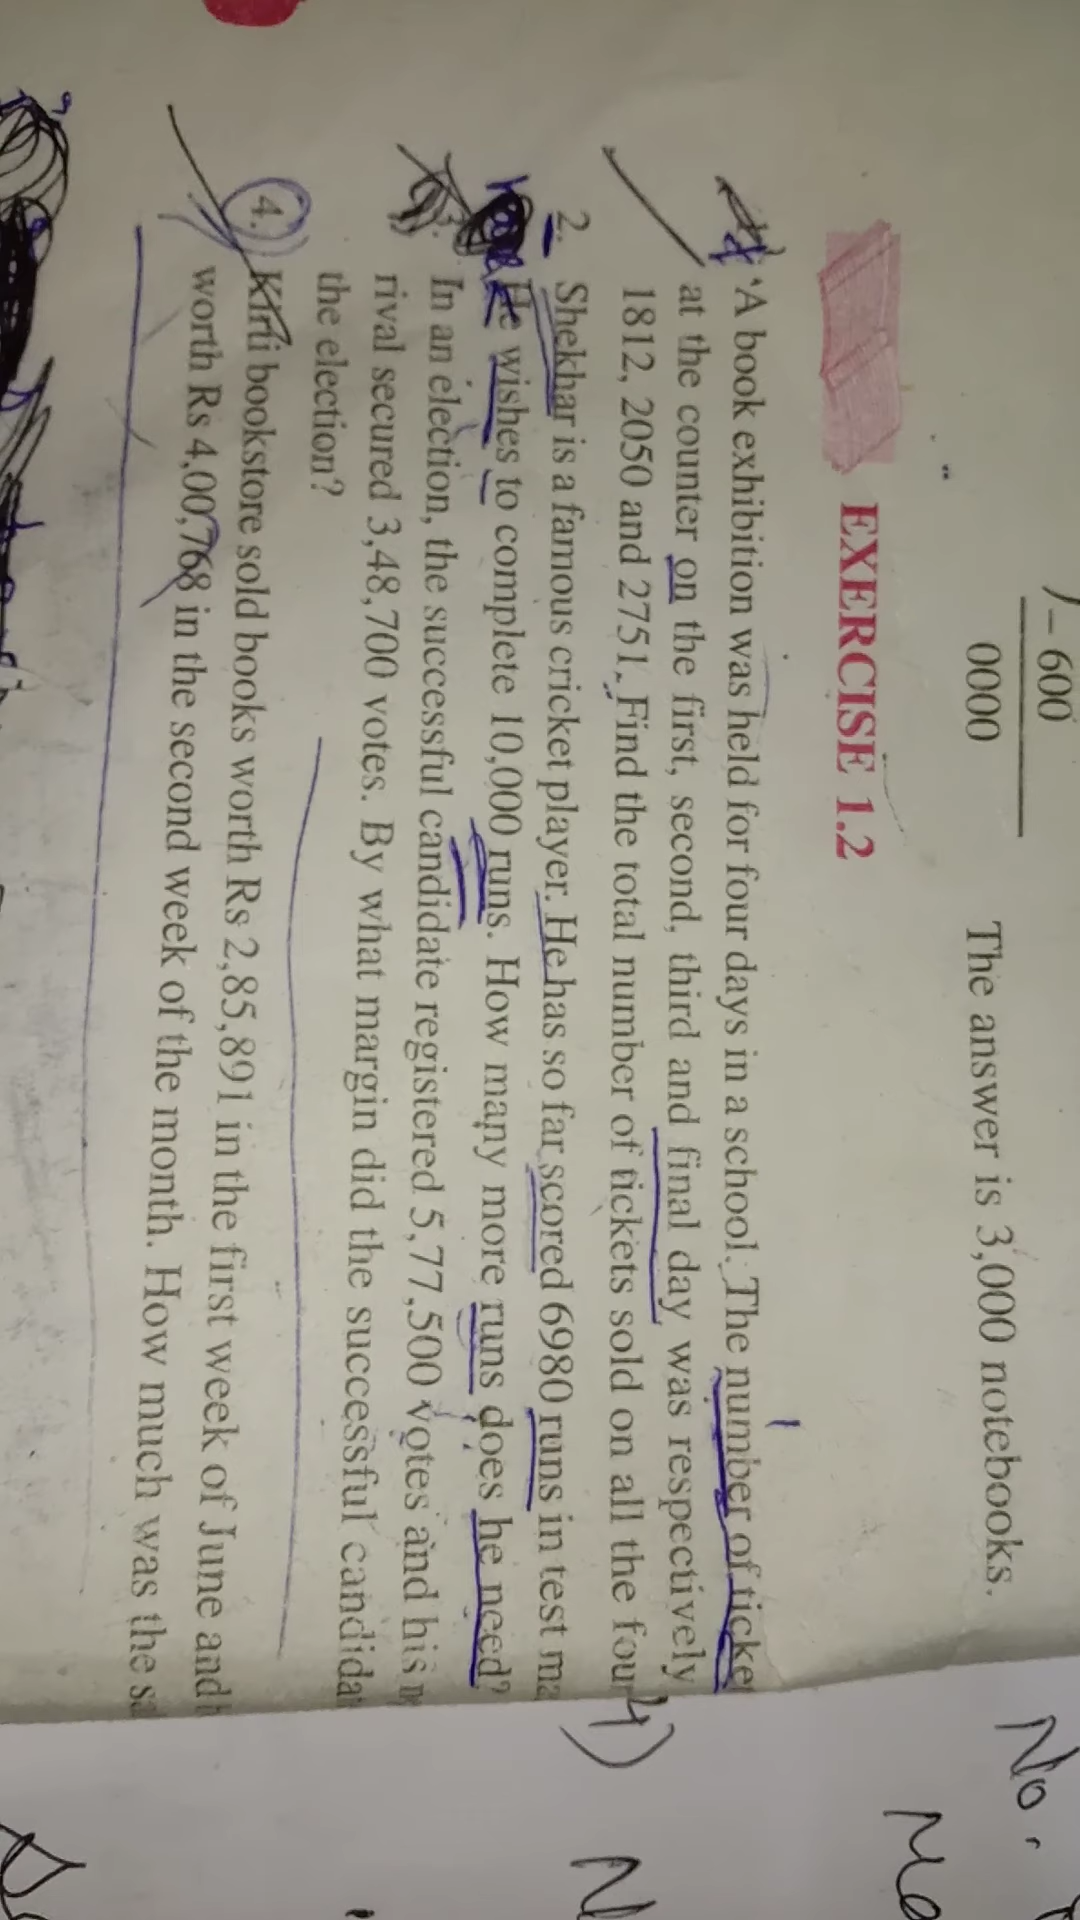 - 600
0000
The answer is 3,000 notebooks.
EXERCISE 1.2
A book exhibition was held for four days in a school. The number of ticke
at the counter on the first, second, third and final day was respectively
1812, 2050 and 2751. Find the total number of tickets sold on all the four
2. Shekhar is a famous cricket player. He has so far scored 6980 runs in test ma
He wishes to complete 10,000 runs. How many more runs does he need?
3. In an election, the successful candidate registered 5,77,500 votes and his n
rival secured 3,48,700 votes. By what margin did the successful candidat
the election?
4. Kirti bookstore sold books worth Rs 2,85,891 in the first week of June and
worth Rs 4,00,768 in the second week of the month. How much was the sa
No.